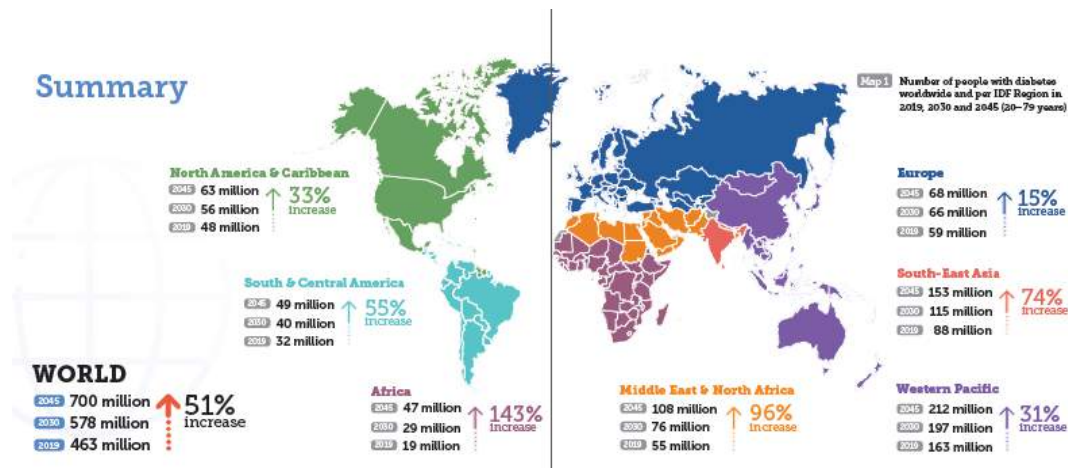 Summary
Map 1
Number of people with diabetes
worldwide and per IDF Region in
2019, 2030 and 2045 (20–79 years)
North America & Caribbean
2045 63 million
2030 56 million
2019 48 million
33%
increase
Europe
2045 68 million
2030 66 million
2019 59 million
15%
increase
South & Central America
2045 49 million
2030 40 million
2019 32 million
55%
increase
South-East Asia
2045 153 million
2030 115 million
2019 88 million
74%
increase
WORLD
2045 700 million
2030 578 million
2019 463 million
51%
increase
Africa
2045 47 million
2030 29 million
2019 19 million
143%
increase
Middle East & North Africa
2045 108 million
2030 76 million
2019 55 million
96%
increase
Western Pacific
2045 212 million
2030 197 million
2019 163 million
31%
increase